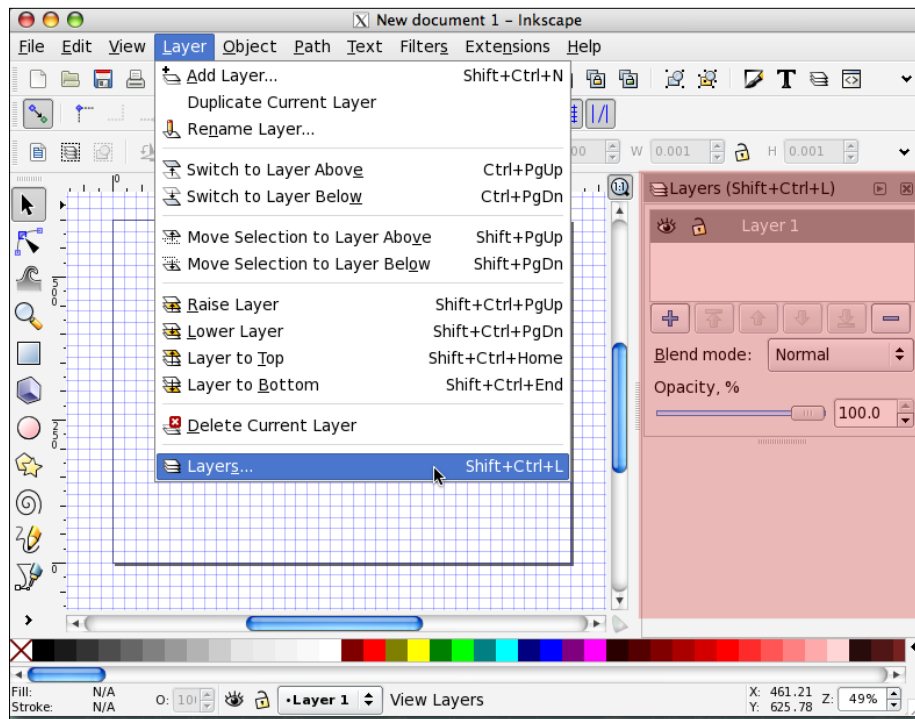 New document 1 – Inkscape
File Edit View Layer Object Path Text Filters Extensions Help
Add Layer... Shift+Ctrl+N
Duplicate Current Layer
Rename Layer...
W 0.001 H 0.001
Switch to Layer Above Ctrl+PgUp
Switch to Layer Below Ctrl+PgDn
Move Selection to Layer Above Shift+PgUp
Move Selection to Layer Below Shift+PgDn
Raise Layer Shift+Ctrl+PgUp
Lower Layer Shift+Ctrl+PgDn
Layer to Top Shift+Ctrl+Home
Layer to Bottom Shift+Ctrl+End
Delete Current Layer
Layers... Shift+Ctrl+L
Layers (Shift+Ctrl+L)
Layer 1
Blend mode: Normal
Opacity, %
100.0
Fill: N/A
Stroke: N/A
O: •Layer 1 View Layers
X: 461.21
Y: 625.78
Z: 49%